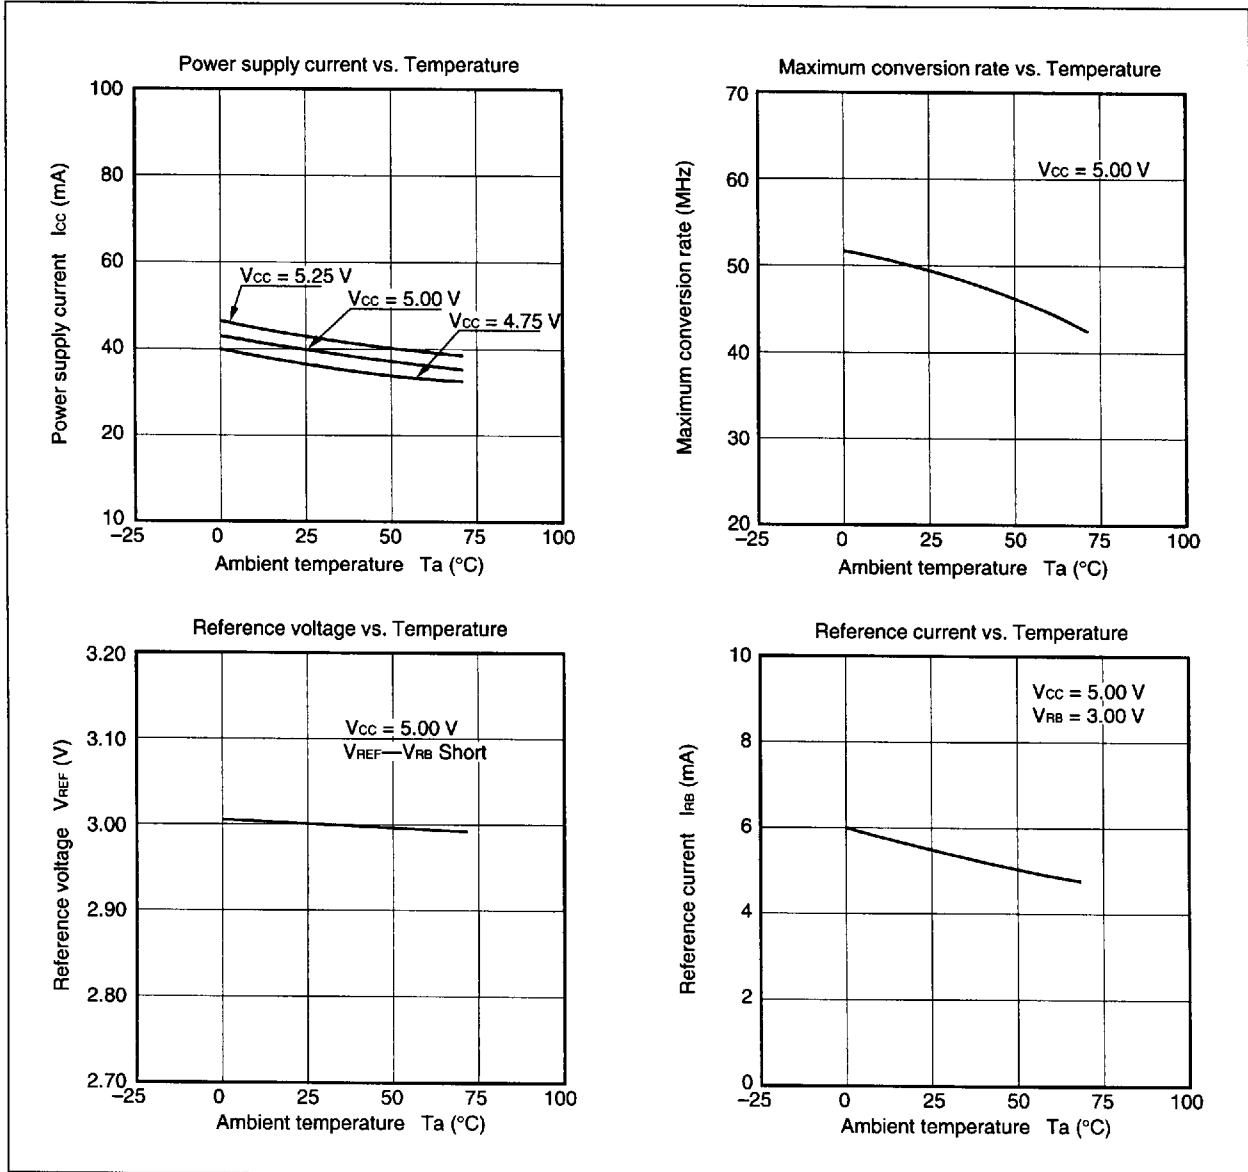 Power supply current vs. Temperature
100
80
60
40
20
10
Power supply current Icc (mA)
Vcc = 5.25 V
Vcc = 5.00 V
Vcc = 4.75 V
−25 0 25 50 75 100
Ambient temperature Ta (°C)
Maximum conversion rate vs. Temperature
70
60
50
40
30
20
Maximum conversion rate (MHz)
Vcc = 5.00 V
−25 0 25 50 75 100
Ambient temperature Ta (°C)
Reference voltage vs. Temperature
3.20
3.10
3.00
2.90
2.80
2.70
Reference voltage VREF (V)
Vcc = 5.00 V
VREF—VRB Short
−25 0 25 50 75 100
Ambient temperature Ta (°C)
Reference current vs. Temperature
10
8
6
4
2
0
Reference current IRB (mA)
Vcc = 5.00 V
VRB = 3.00 V
−25 0 25 50 75 100
Ambient temperature Ta (°C)